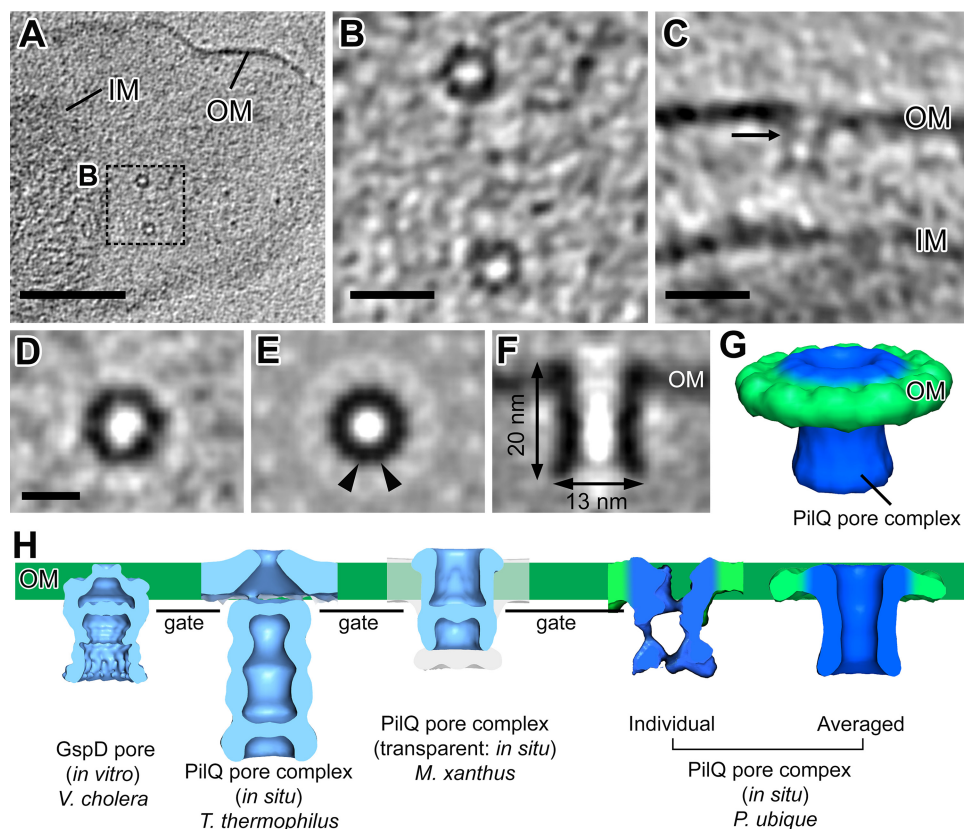 A
IM
OM
B
B
C
OM
IM
D
E
F
OM
20 nm
13 nm
G
OM
PilQ pore complex
H
OM
gate
gate
gate
GspD pore
(in vitro)
V. cholera
PilQ pore complex
(in situ)
T. thermophilus
PilQ pore complex
(transparent: in situ)
M. xanthus
Individual
Averaged
PilQ pore compex
(in situ)
P. ubique